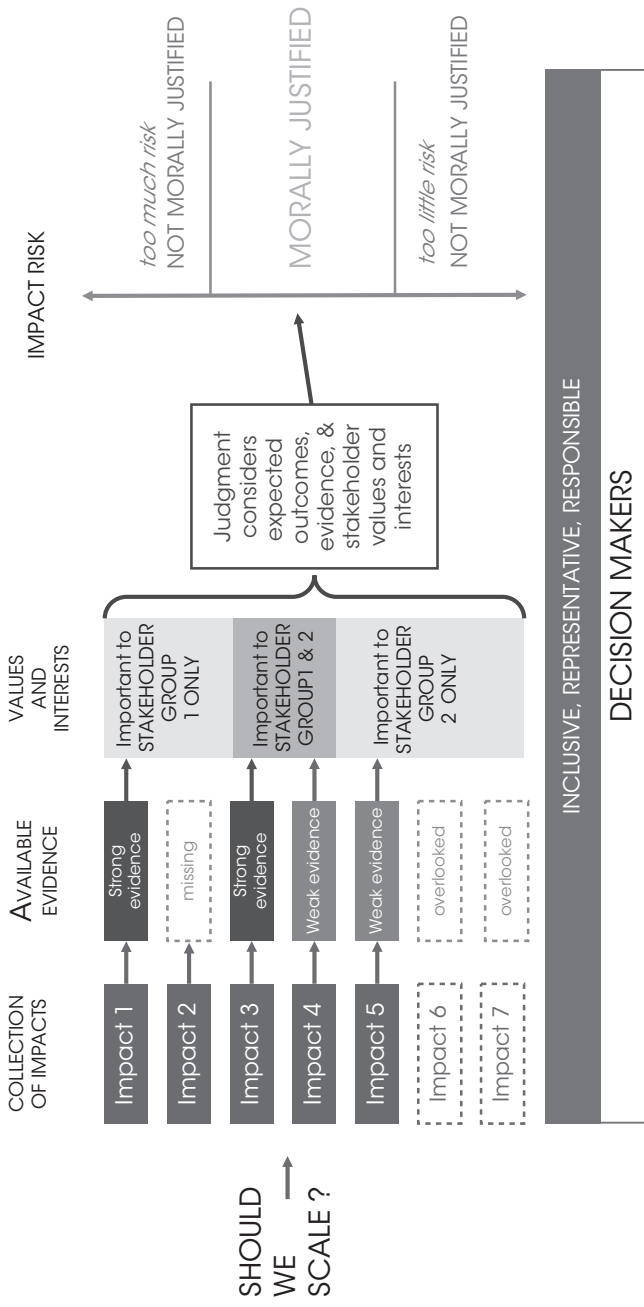 SHOULD
WE
SCALE ?
COLLECTION
OF IMPACTS
Impact 1
Impact 2
Impact 3
Impact 4
Impact 5
Impact 6
Impact 7
AVAILABLE
EVIDENCE
Strong
evidence
missing
Strong
evidence
Weak evidence
Weak evidence
overlooked
overlooked
VALUES
AND
INTERESTS
Important to
STAKEHOLDER
GROUP
1 ONLY
Important to
STAKEHOLDER
GROUP1 & 2
Important to
STAKEHOLDER
GROUP
2 ONLY
Judgment
considers
expected
outcomes,
evidence, &
stakeholder
values and
interests
IMPACT RISK
too much risk
NOT MORALLY JUSTIFIED
MORALLY JUSTIFIED
too little risk
NOT MORALLY JUSTIFIED
INCLUSIVE, REPRESENTATIVE, RESPONSIBLE
DECISION MAKERS